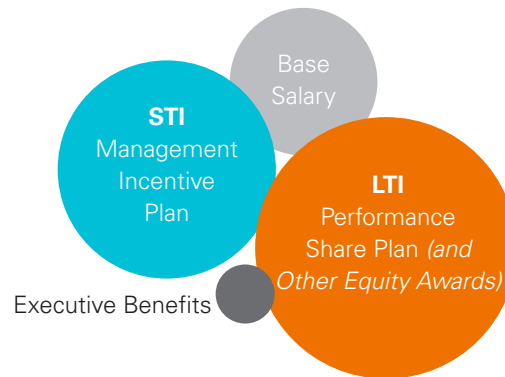 Base
Salary
STI
Management
Incentive
Plan
LTI
Performance
Share Plan (and
Other Equity Awards)
Executive Benefits